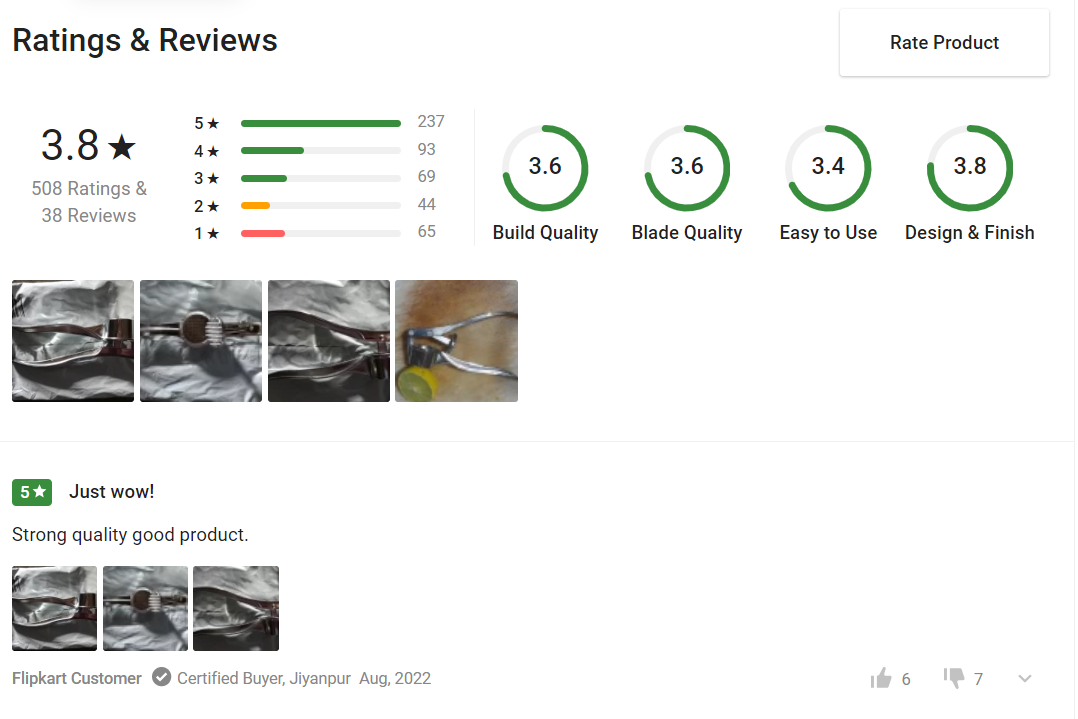 Ratings & Reviews
Rate Product
3.8★
508 Ratings &
38 Reviews
5★ 237
4★ 93
3★ 69
2★ 44
1★ 65
3.6 3.6 3.4 3.8
Build Quality Blade Quality Easy to Use Design & Finish
5★ Just wow!
Strong quality good product.
Flipkart Customer Certified Buyer, Jiyanpur Aug, 2022 6 7